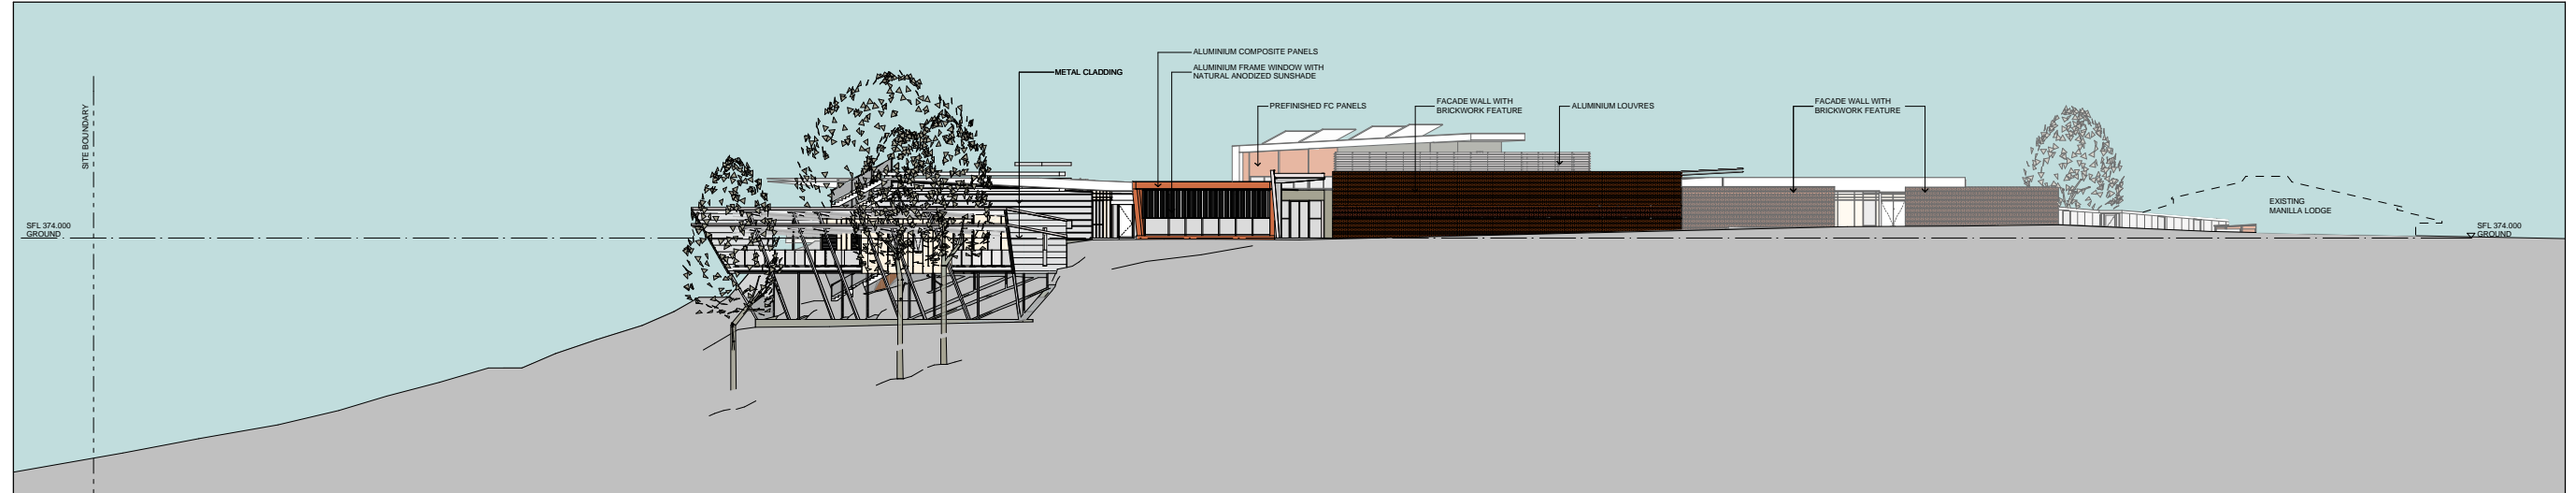 ALUMINIUM COMPOSITE PANELS
METAL CLADDING
ALUMINIUM FRAME WINDOW WITH
NATURAL ANODIZED SUNSHADE
PREFINISHED FC PANELS
FACADE WALL WITH
BRICKWORK FEATURE
ALUMINIUM LOUVRES
FACADE WALL WITH
BRICKWORK FEATURE
SITE BOUNDARY
EXISTING
MANILLA LODGE
SFL 374.000
GROUND
SFL 374.000
GROUND